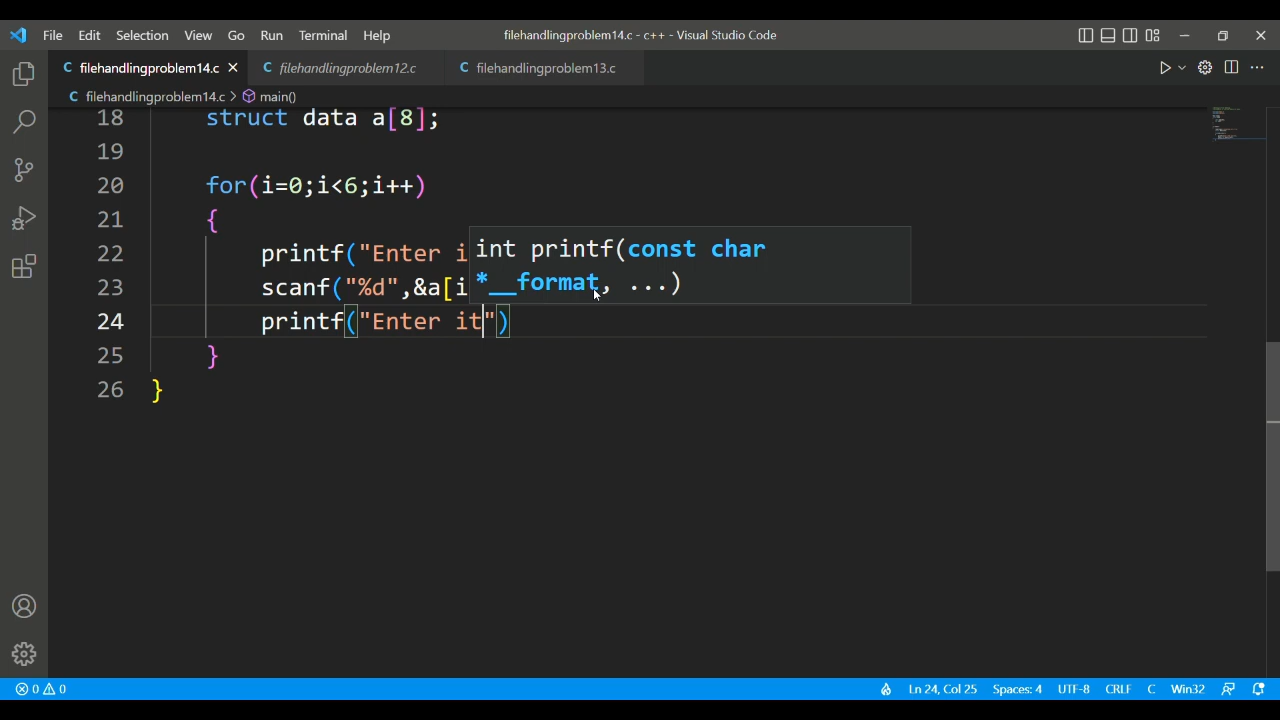 File Edit Selection View Go Run Terminal Help filehandlingproblem14.c - c++ - Visual Studio Code
C filehandlingproblem14.c C filehandlingproblem12.c C filehandlingproblem13.c
C filehandlingproblem14.c > main()
18 struct data a[8];
19
20 for(i=0;i<6;i++)
21 {
22 printf("Enter i
23 scanf("%d",&a[i
int printf(const char
*__format, ...)
24 printf("Enter it")
25 }
26 }
0 0 Ln 24, Col 25 Spaces: 4 UTF-8 CRLF C Win32